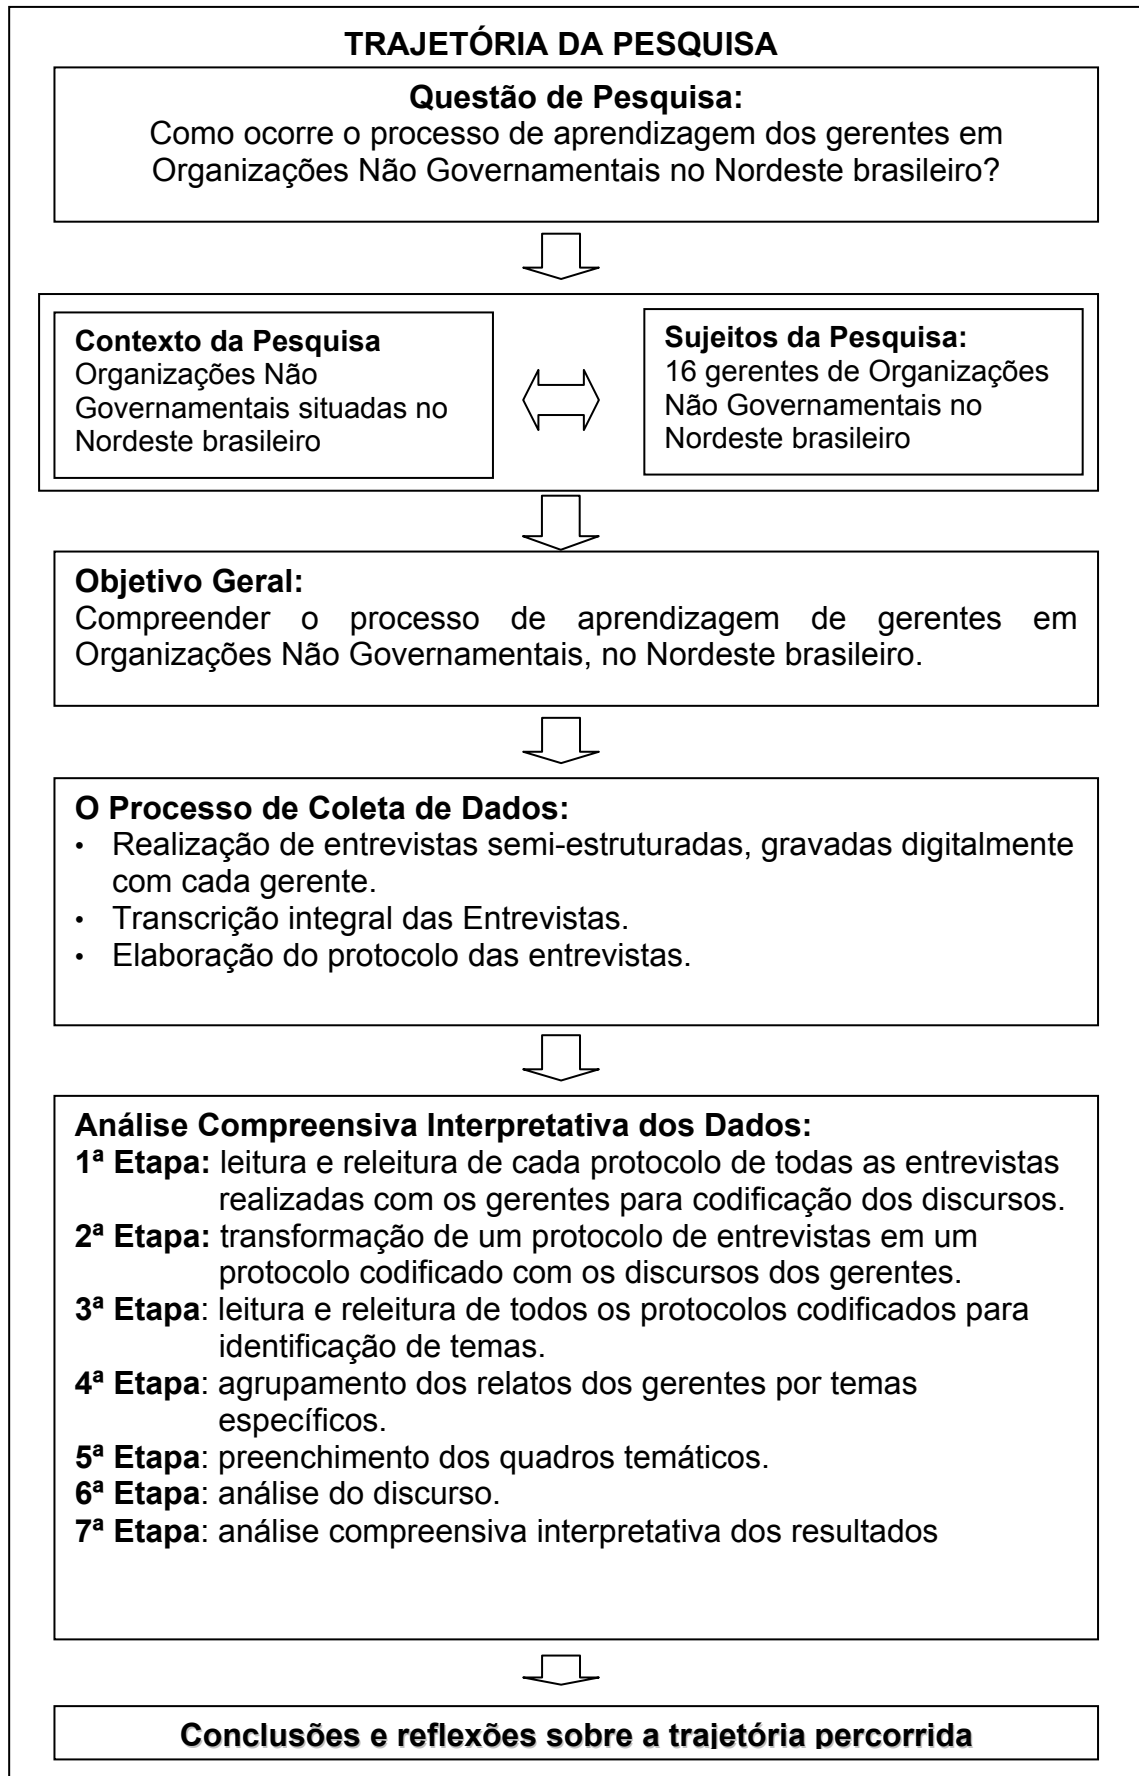 TRAJETÓRIA DA PESQUISA
Questão de Pesquisa:
Como ocorre o processo de aprendizagem dos gerentes em
Organizações Não Governamentais no Nordeste brasileiro?
Contexto da Pesquisa
Organizações Não
Governamentais situadas no
Nordeste brasileiro
Sujeitos da Pesquisa:
16 gerentes de Organizações
Não Governamentais no
Nordeste brasileiro
Objetivo Geral:
Compreender o processo de aprendizagem de gerentes em
Organizações Não Governamentais, no Nordeste brasileiro.
O Processo de Coleta de Dados:
• Realização de entrevistas semi-estruturadas, gravadas digitalmente
com cada gerente.
• Transcrição integral das Entrevistas.
• Elaboração do protocolo das entrevistas.
Análise Compreensiva Interpretativa dos Dados:
1ª Etapa: leitura e releitura de cada protocolo de todas as entrevistas
realizadas com os gerentes para codificação dos discursos.
2ª Etapa: transformação de um protocolo de entrevistas em um
protocolo codificado com os discursos dos gerentes.
3ª Etapa: leitura e releitura de todos os protocolos codificados para
identificação de temas.
4ª Etapa: agrupamento dos relatos dos gerentes por temas
específicos.
5ª Etapa: preenchimento dos quadros temáticos.
6ª Etapa: análise do discurso.
7ª Etapa: análise compreensiva interpretativa dos resultados
Conclusões e reflexões sobre a trajetória percorrida